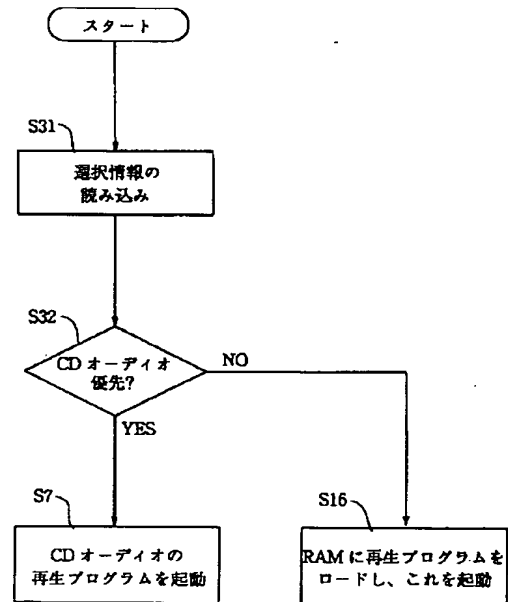 スタート
S31
選択情報の
読み込み
S32
CD オーディオ
優先?
NO
YES
S7
CD オーディオの
再生プログラムを起動
S16
RAM に再生プログラムを
ロードし、これを起動